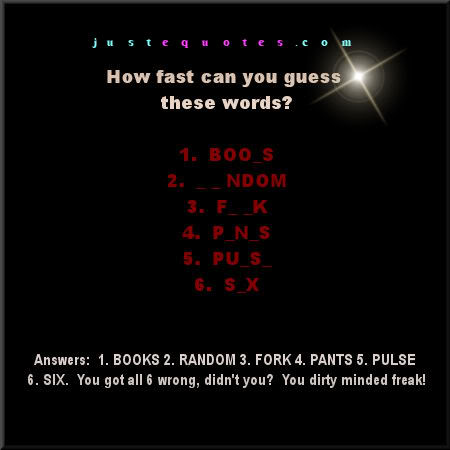 justequotes.com
How fast can you guess
these words?
1. BOO_S
2. _ _ NDOM
3. F_ _K
4. P_N_S
5. PU_S_
6. S_X
Answers: 1. BOOKS 2. RANDOM 3. FORK 4. PANTS 5. PULSE
6. SIX. You got all 6 wrong, didn't you? You dirty minded freak!